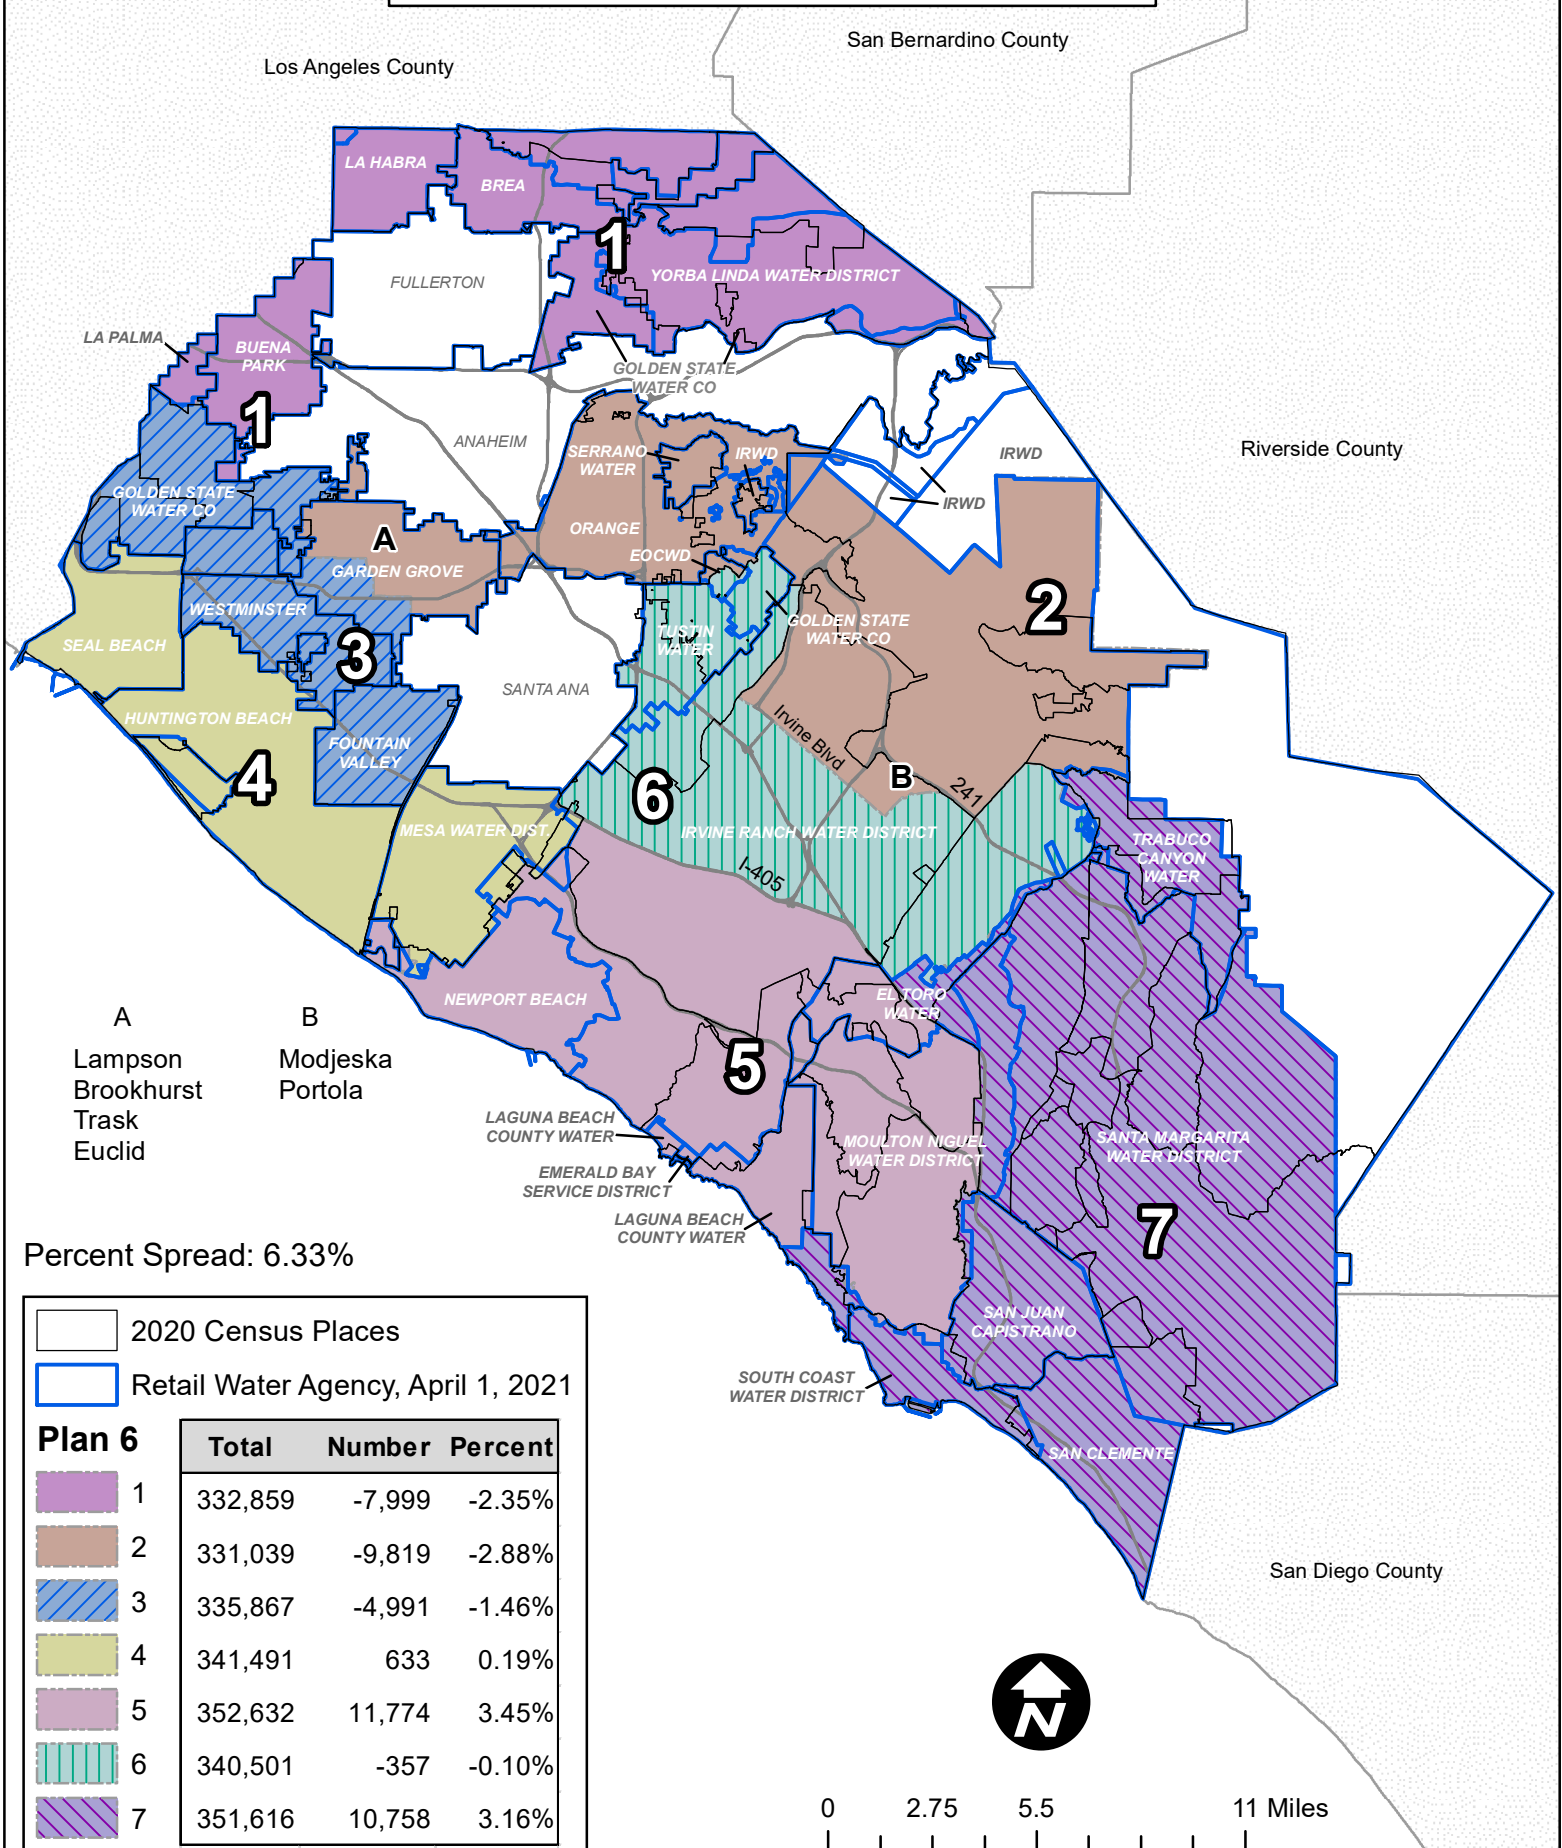 San Bernardino County
Los Angeles County
LA HABRA
BREA
1
YORBA LINDA WATER DISTRICT
FULLERTON
LA PALMA
BUENA
PARK
GOLDEN STATE
WATER CO
1
ANAHEIM
SERRANO
WATER
IRWD
IRWD
Riverside County
IRWD
GOLDEN STATE
WATER CO
ORANGE
A
EOCWD
GARDEN GROVE
WESTMINSTER
2
GOLDEN STATE
WATER CO
TUSTIN
WATER
SEAL BEACH
3
SANTA ANA
HUNTINGTON BEACH
Irvine Blvd
FOUNTAIN
VALLEY
4
6
B
241
MESA WATER DIST.
IRVINE RANCH WATER DISTRICT
TRABUCO
CANYON
WATER
I-405
NEWPORT BEACH
EL TORO
WATER
A
B
Lampson
Brookhurst
Trask
Euclid
Modjeska
Portola
5
LAGUNA BEACH
COUNTY WATER
MOULTON NIGUEL
WATER DISTRICT
SANTA MARGARITA
WATER DISTRICT
EMERALD BAY
SERVICE DISTRICT
LAGUNA BEACH
COUNTY WATER
7
Percent Spread: 6.33%
SAN JUAN
CAPISTRANO
SOUTH COAST
WATER DISTRICT
SAN CLEMENTE
2020 Census Places
Retail Water Agency, April 1, 2021
Plan 6
Total Number Percent
1 332,859 -7,999 -2.35%
2 331,039 -9,819 -2.88%
3 335,867 -4,991 -1.46%
4 341,491 633 0.19%
5 352,632 11,774 3.45%
6 340,501 -357 -0.10%
7 351,616 10,758 3.16%
San Diego County
N
0 2.75 5.5 11 Miles